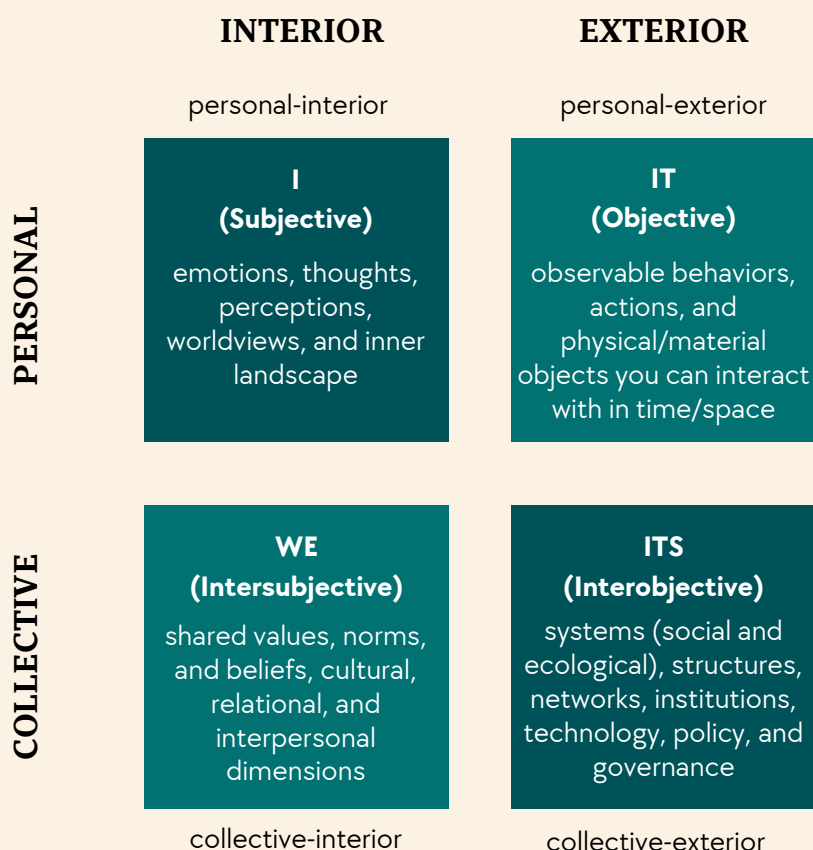 INTERIOR
EXTERIOR
personal-interior
personal-exterior
PERSONAL
I
(Subjective)
emotions, thoughts,
perceptions,
worldviews, and inner
landscape
IT
(Objective)
observable behaviors,
actions, and
physical/material
objects you can interact
with in time/space
COLLECTIVE
WE
(Intersubjective)
shared values, norms,
and beliefs, cultural,
relational, and
interpersonal
dimensions
ITS
(Interobjective)
systems (social and
ecological), structures,
networks, institutions,
technology, policy, and
governance
collective-interior
collective-exterior